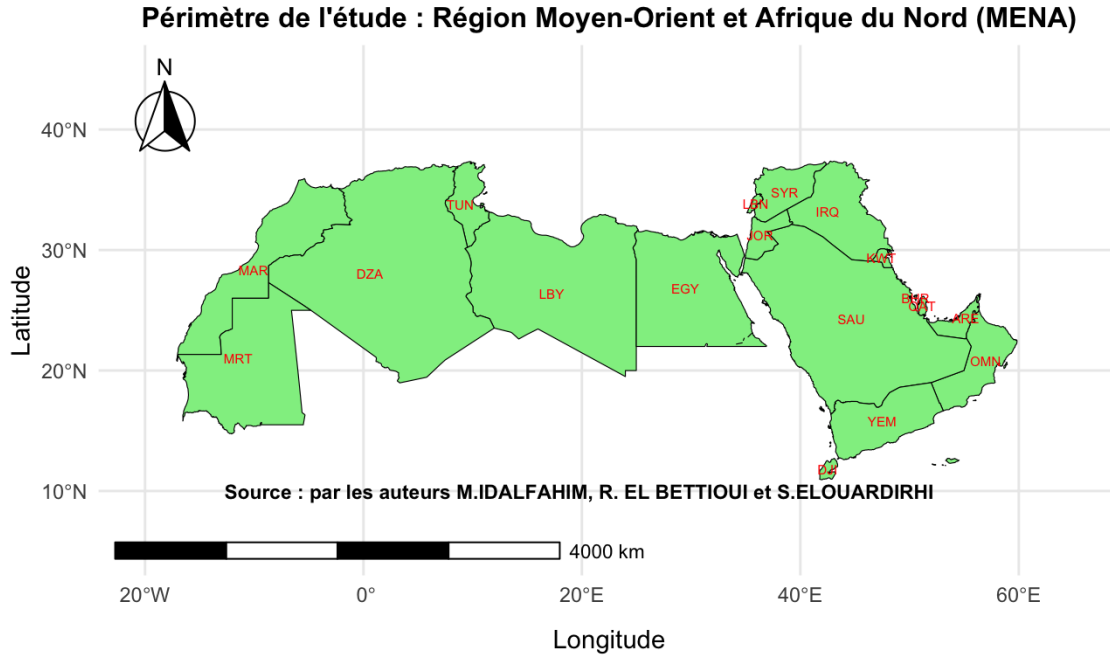 Périmètre de l'étude : Région Moyen-Orient et Afrique du Nord (MENA)
N
40°N
30°N
20°N
10°N
Latitude
SYR
LBN
IRQ
TUN
JOR
KWT
MAR
DZA
EGY
LBY
BHR
QAT
SAU
ARE
MRT
OMN
YEM
DJI
Source : par les auteurs M.IDALFAHIM, R. EL BETTIOUI et S.ELOUARDIRHI
4000 km
20°W
0°
20°E
40°E
60°E
Longitude